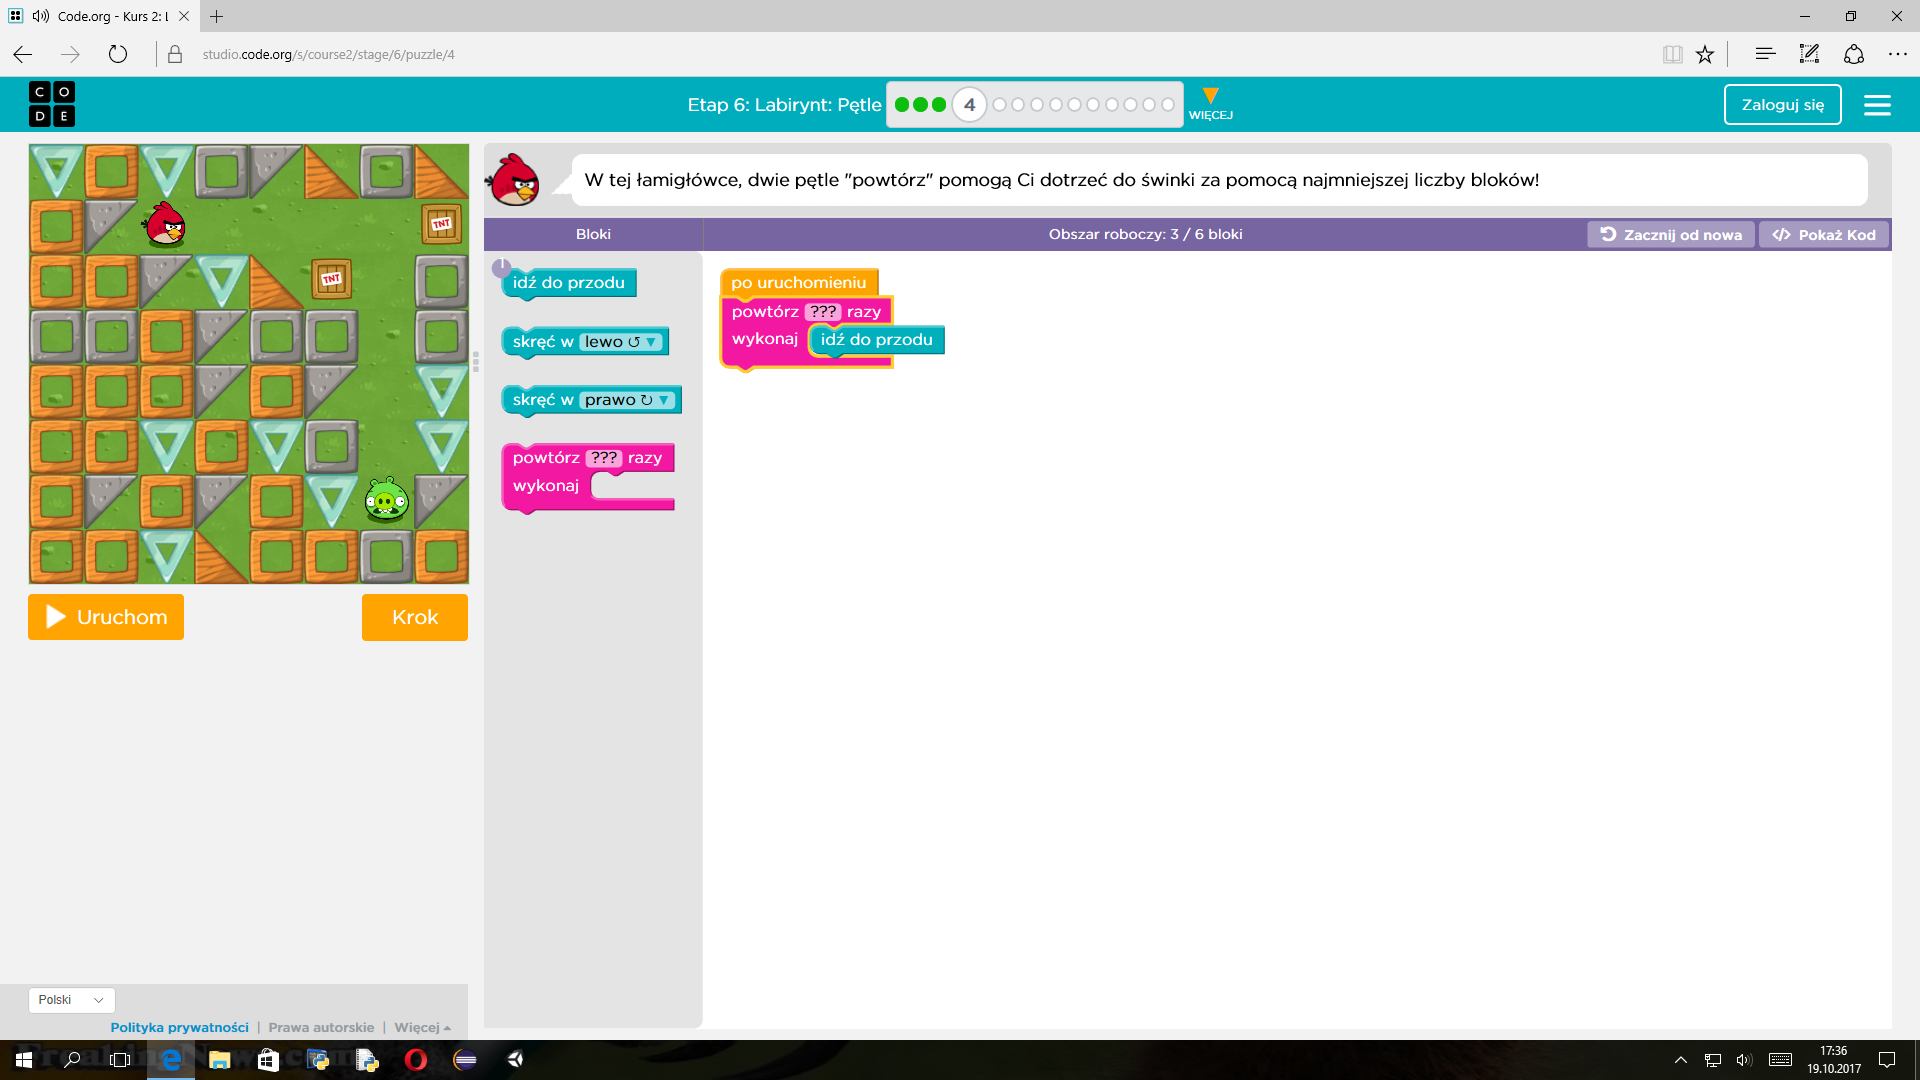 Code.org - Kurs 2: L
studio.code.org/s/course2/stage/6/puzzle/4
C O
D E
Etap 6: Labirynt: Pętle
4
WIĘCEJ
Zaloguj się
W tej łamigłówce, dwie pętle "powtórz" pomogą Ci dotrzeć do świnki za pomocą najmniejszej liczby bloków!
Bloki
Obszar roboczy: 3 / 6 bloki
Zacznij od nowa
Pokaż Kod
TNT
TNT
1
idź do przodu
skręć w lewo ↺ ▼
skręć w prawo ↻ ▼
powtórz ??? razy
wykonaj
po uruchomieniu
powtórz ??? razy
wykonaj idź do przodu
Uruchom
Krok
Polski
Polityka prywatności | Prawa autorskie | Więcej
17:36
19.10.2017